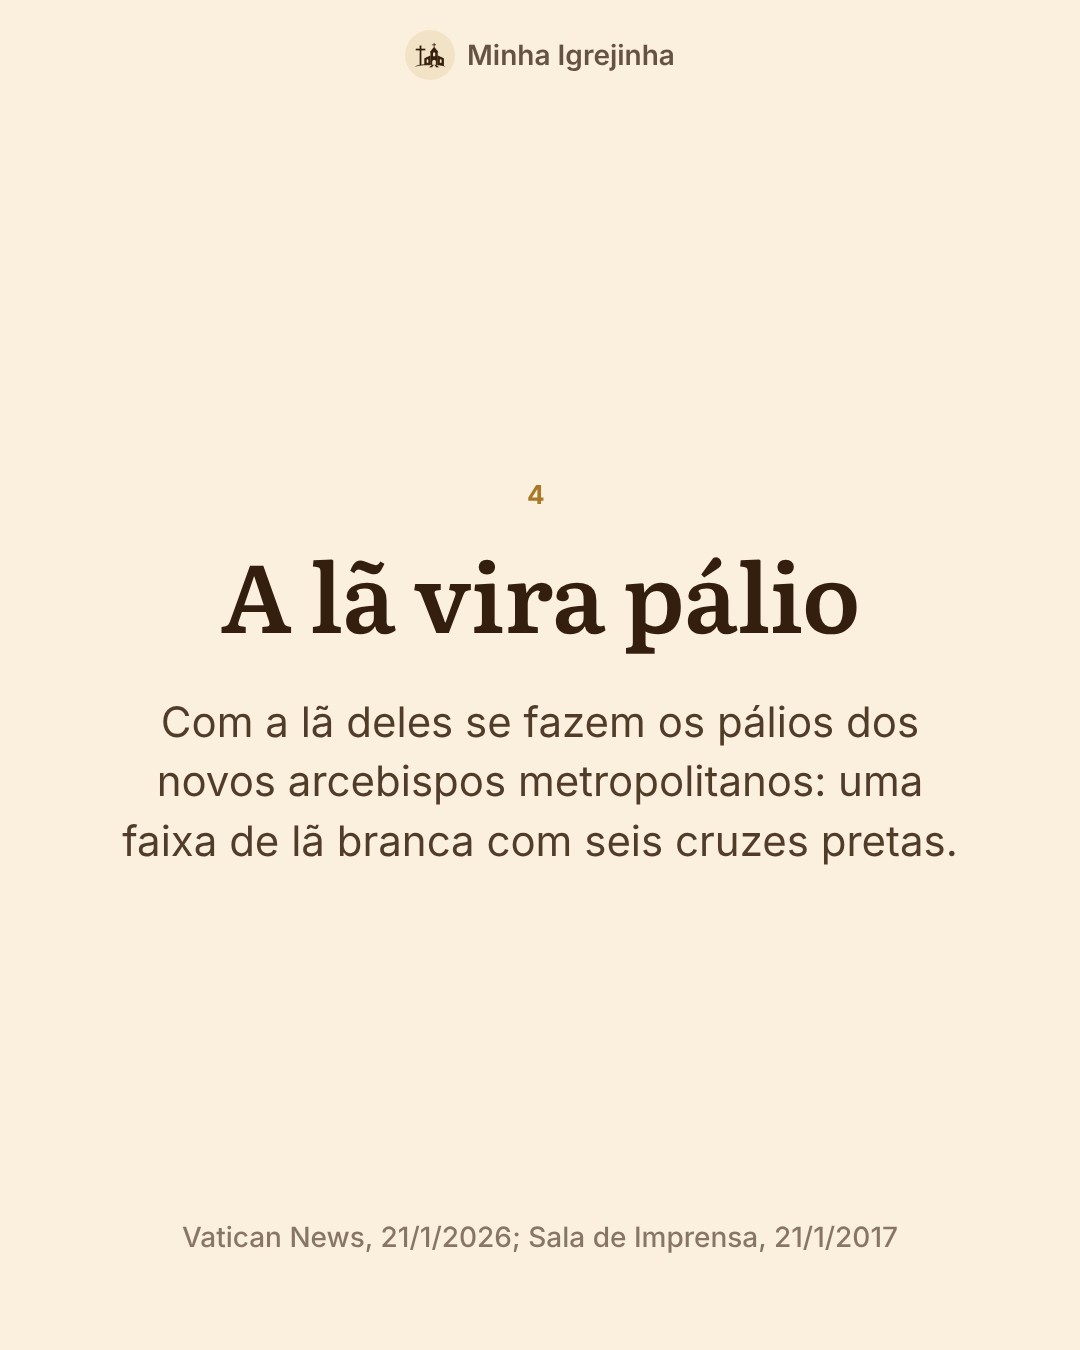 Minha Igrejinha
4
A lã vira pálio
Com a lã deles se fazem os pálios dos
novos arcebispos metropolitanos: uma
faixa de lã branca com seis cruzes pretas.
Vatican News, 21/1/2026; Sala de Imprensa, 21/1/2017